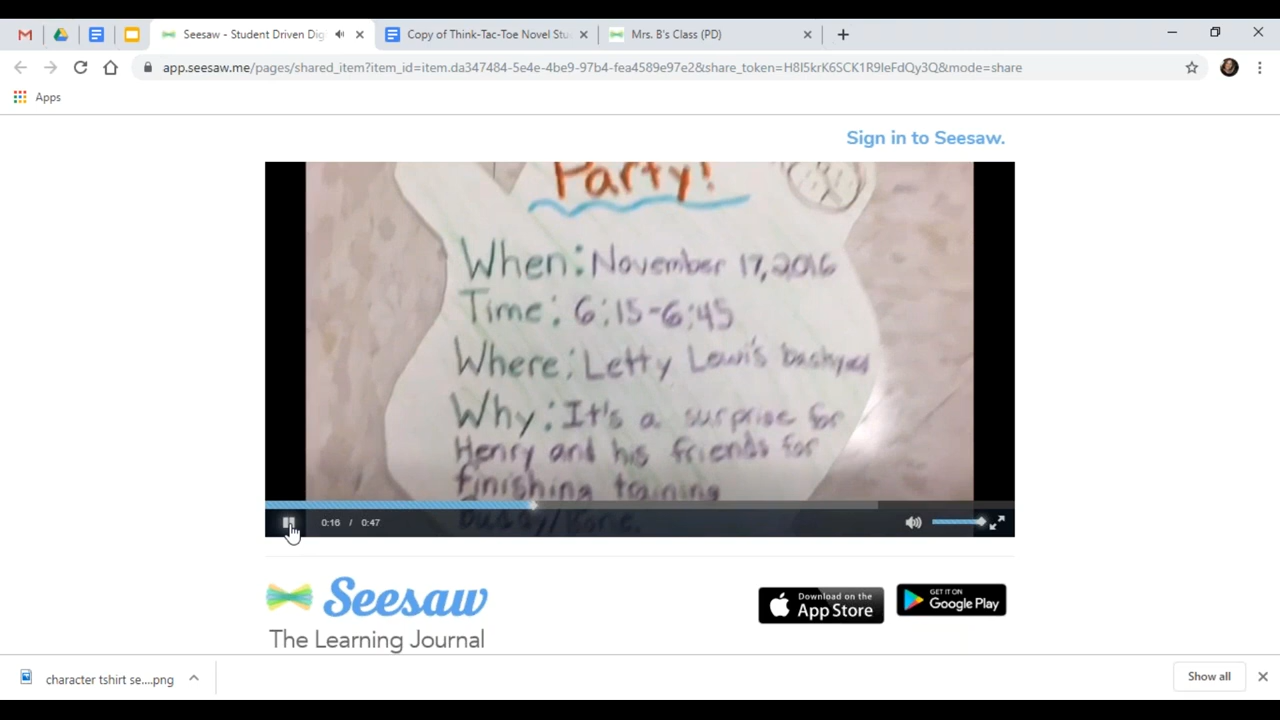 Seesaw - Student Driven Dig
Copy of Think-Tac-Toe Novel Stu
Mrs. B's Class (PD)
app.seesaw.me/pages/shared_item?item_id=item.da347484-5e4e-4be9-97b4-fea4589e97e2&share_token=H8I5krK6SCK1R9leFdQy3Q&mode=share
Apps
Sign in to Seesaw.
Party!
When: November 17, 2016
Time: 6:15-6:45
Where: Letty Lewis backyard
Why: It's a surprise for
Henry and his friends for
finishing training
Buddy/Bone.
0:16 / 0:47
Seesaw
The Learning Journal
Download on the
App Store
GET IT ON
Google Play
character tshirt se....png
Show all